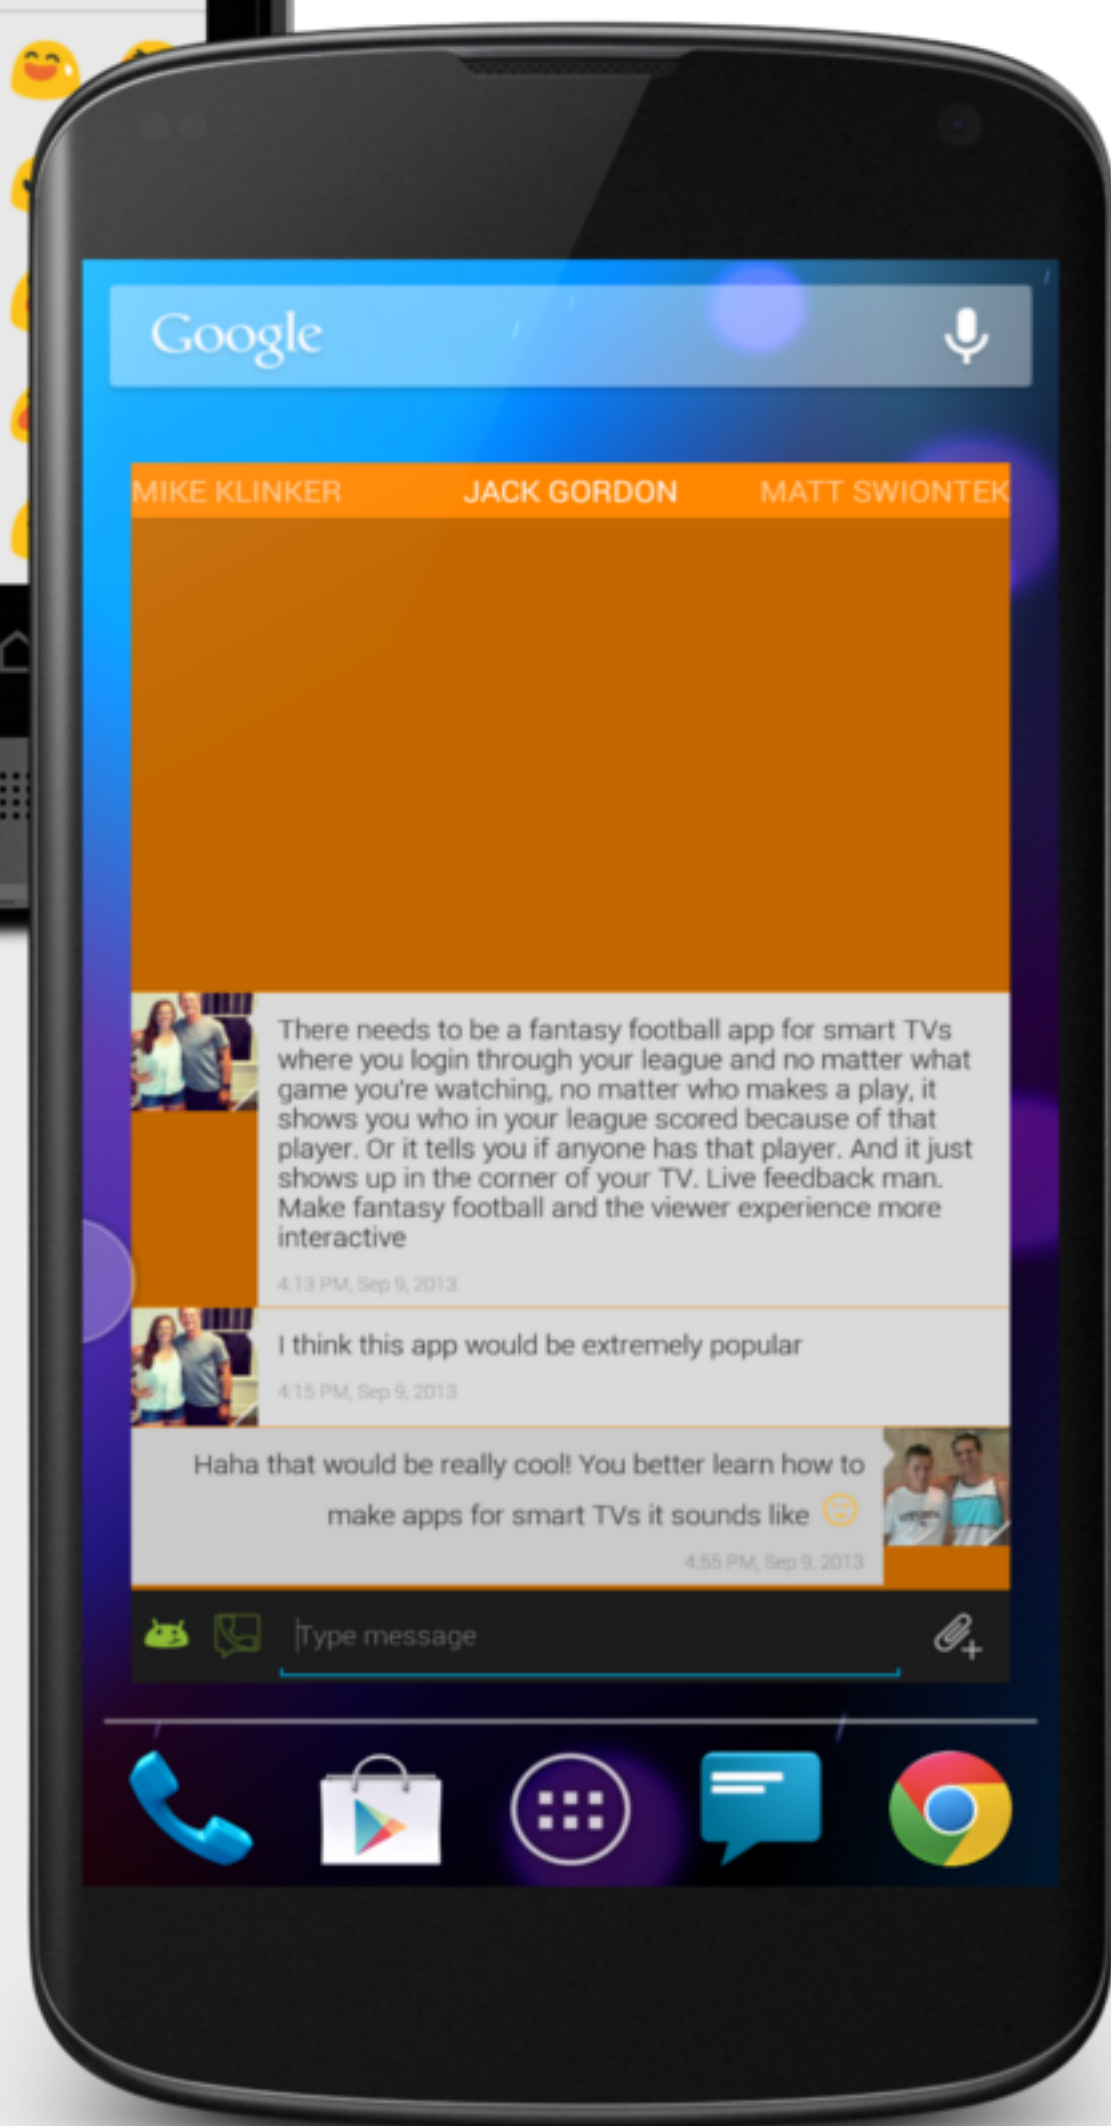 Google
MIKE KLINKER
JACK GORDON
MATT SWIONTEK
There needs to be a fantasy football app for smart TVs
where you login through your league and no matter what
game you're watching, no matter who makes a play, it
shows you who in your league scored because of that
player. Or it tells you if anyone has that player. And it just
shows up in the corner of your TV. Live feedback man.
Make fantasy football and the viewer experience more
interactive
4:13 PM, Sep 9, 2013
I think this app would be extremely popular
4:15 PM, Sep 9, 2013
Haha that would be really cool! You better learn how to
make apps for smart TVs it sounds like
4:55 PM, Sep 9, 2013
Type message